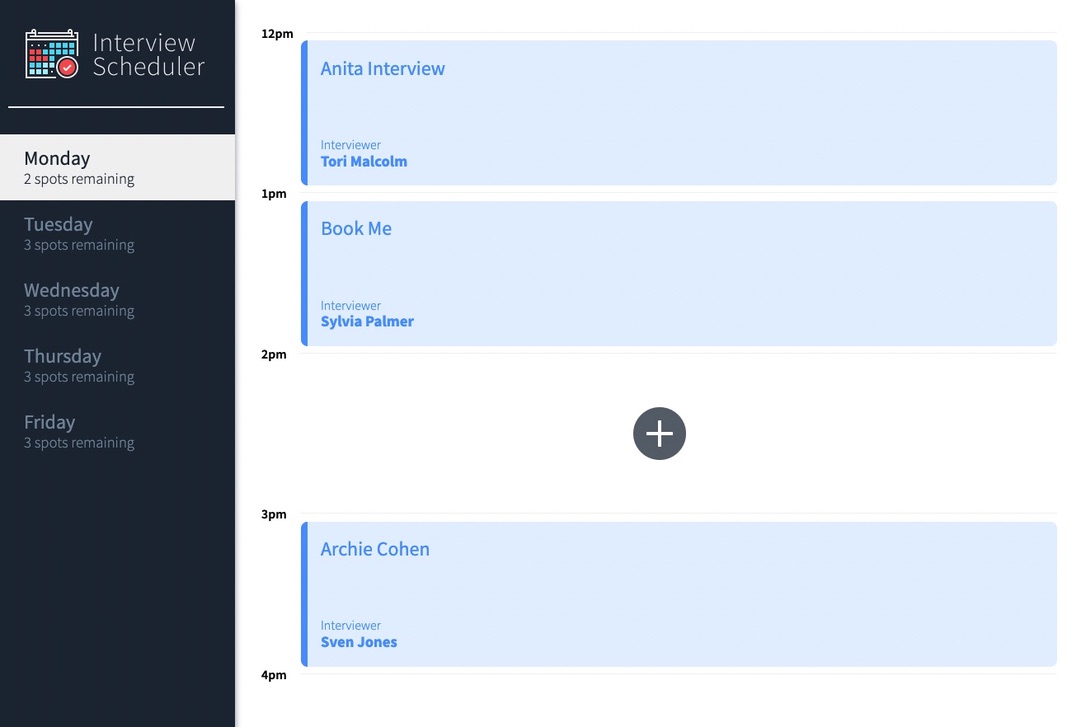 Interview
Scheduler
Monday
2 spots remaining
Tuesday
3 spots remaining
Wednesday
3 spots remaining
Thursday
3 spots remaining
Friday
3 spots remaining
12pm
Anita Interview
Interviewer
Tori Malcolm
1pm
Book Me
Interviewer
Sylvia Palmer
2pm
3pm
Archie Cohen
Interviewer
Sven Jones
4pm